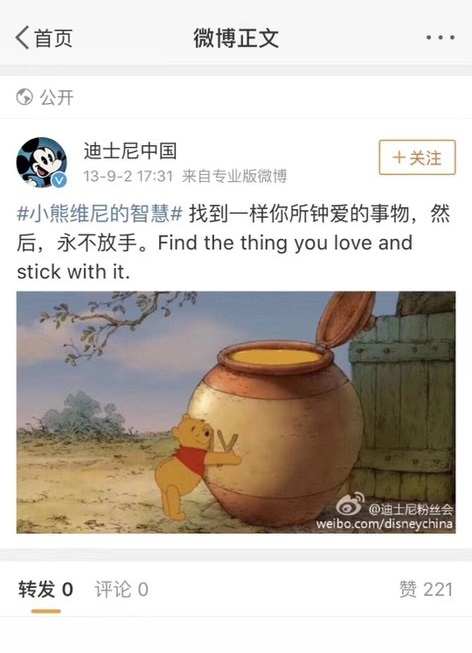 首页
微博正文
公开
迪士尼中国
13-9-2 17:31 来自专业版微博
+关注
#小熊维尼的智慧# 找到一样你所钟爱的事物，然
后，永不放手。Find the thing you love and
stick with it.
@迪士尼粉丝会
weibo.com/disneychina
转发 0 评论 0
赞 221